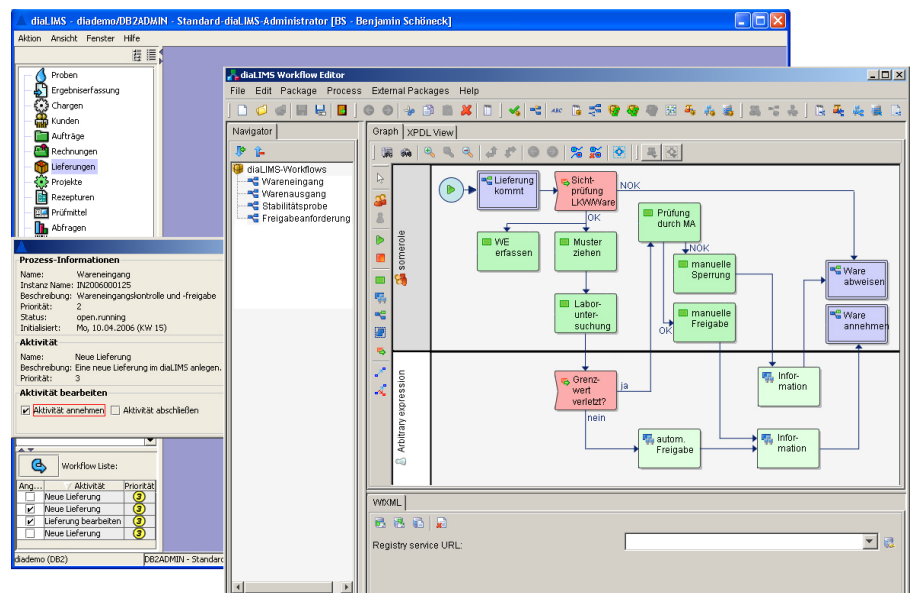 diaLIMS - diademo/DB2ADMIN - Standard-diaLIMS-Administrator [BS - Benjamin Schöneck]
Aktion Ansicht Fenster Hilfe
Proben
Ergebniserfassung
Chargen
Kunden
Aufträge
Rechnungen
Lieferungen
Projekte
Rezepturen
Prüfmittel
Abfragen
Prozess-Informationen
Name: Wareneingang
Instanz Name: IN2006000125
Beschreibung: Wareneingangskontrolle und -freigabe
Priorität: 2
Status: open.running
Initialisiert: Mo, 10.04.2006 (KW 15)
Aktivität
Name: Neue Lieferung
Beschreibung: Eine neue Lieferung im diaLIMS anlegen.
Priorität: 3
Aktivität bearbeiten
Aktivität annehmen Aktivität abschließen
Workflow Liste:
Ang... Aktivität Priorität
Neue Lieferung 3
Neue Lieferung 3
Lieferung bearbeiten 3
Neue Lieferung 3
diademo (DB2) DB2ADMIN - Standard
diaLIMS Workflow Editor
File Edit Package Process External Packages Help
ABC
Navigator
diaLIMS-Workflows
Wareneingang
Warenausgang
Stabilitätsprobe
Freigabeanforderung
Graph XPDL View
somerole
Arbitrary expression
Lieferung
kommt
Sicht-
prüfung
LKW/Ware
NOK
OK
WE
erfassen
Muster
ziehen
Labor-
unter-
suchung
Prüfung
durch MA
NOK
manuelle
Sperrung
manuelle
Freigabe
OK
Ware
abweisen
Ware
annehmen
Grenz-
wert
verletzt?
ja
nein
Infor-
mation
autom.
Freigabe
Infor-
mation
WfXML
Registry service URL: